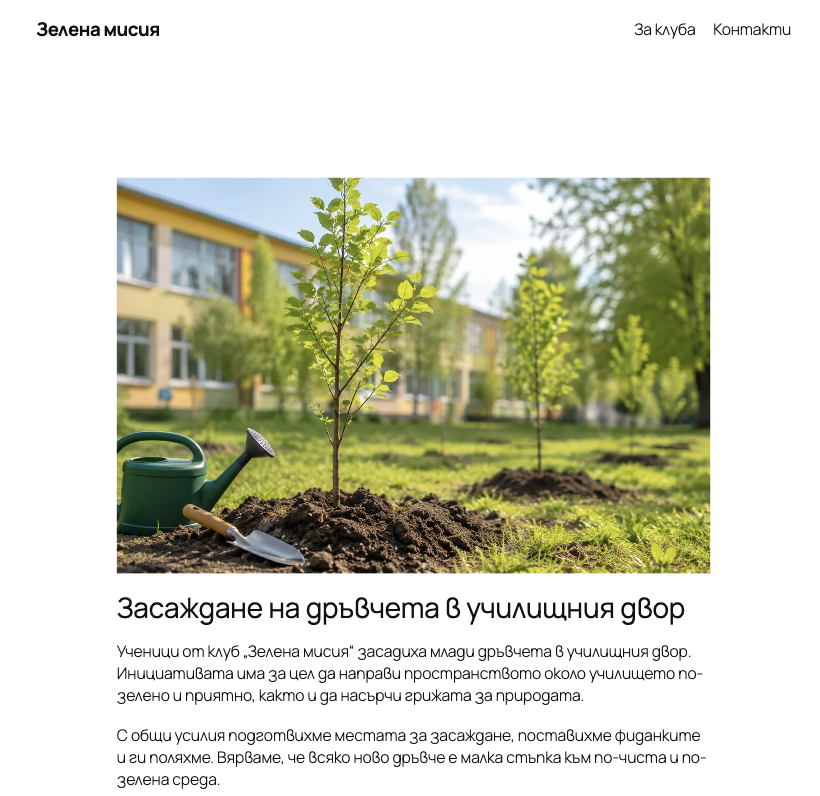 Зелена мисия
За клуба Контакти
Засаждане на дръвчета в училищния двор
Ученици от клуб „Зелена мисия“ засадиха млади дръвчета в училищния двор.
Инициативата има за цел да направи пространството около училището по-
зелено и приятно, както и да насърчи грижата за природата.
С общи усилия подготвихме местата за засаждане, поставихме фиданките
и ги поляхме. Вярваме, че всяко ново дръвче е малка стъпка към по-чиста и по-
зелена среда.